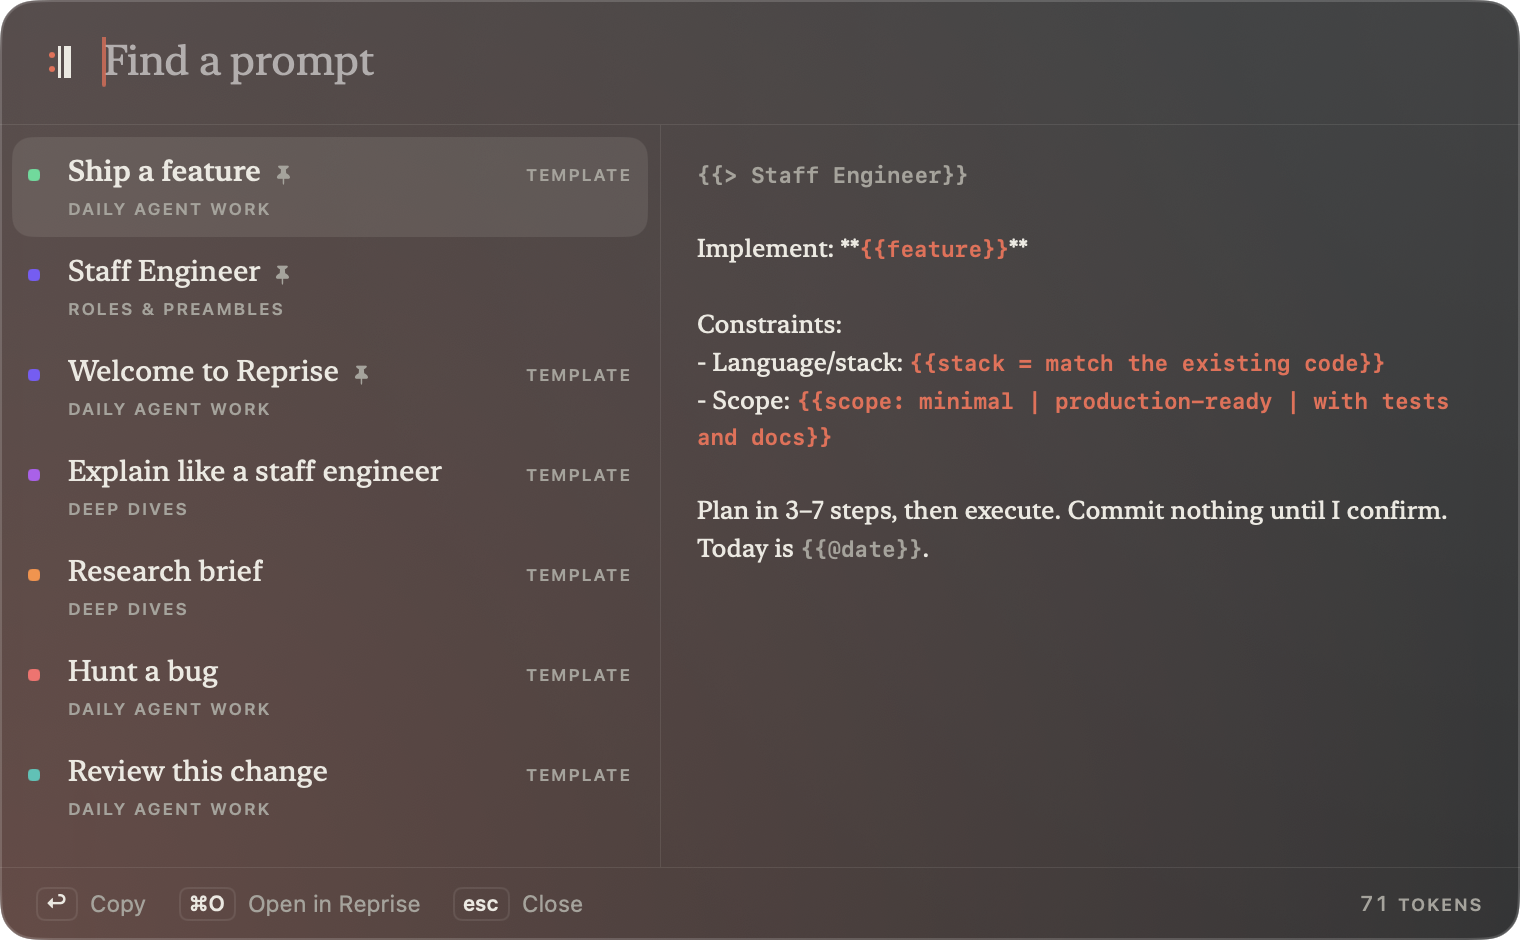 Find a prompt
Ship a feature
TEMPLATE
DAILY AGENT WORK
Staff Engineer
ROLES & PREAMBLES
Welcome to Reprise
TEMPLATE
DAILY AGENT WORK
Explain like a staff engineer
TEMPLATE
DEEP DIVES
Research brief
TEMPLATE
DEEP DIVES
Hunt a bug
TEMPLATE
DAILY AGENT WORK
Review this change
TEMPLATE
DAILY AGENT WORK
{{> Staff Engineer}}
Implement: **{{feature}}**
Constraints:
- Language/stack: {{stack = match the existing code}}
- Scope: {{scope: minimal | production-ready | with tests
and docs}}
Plan in 3–7 steps, then execute. Commit nothing until I confirm.
Today is {{@date}}.
↩ Copy
⌘O Open in Reprise
esc Close
71 TOKENS